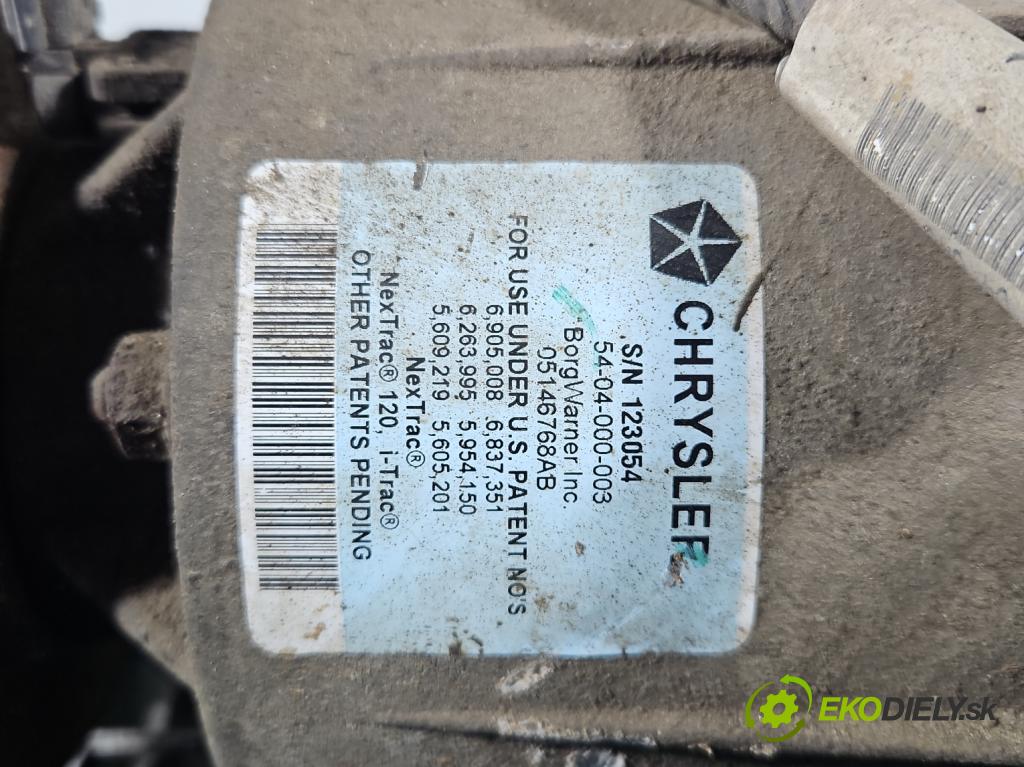 CHRYSLER
S/N 123054
54-04-000-003
BorgWarner Inc.
05146768AB
FOR USE UNDER U.S. PATENT NO'S
6,905,008 6,837,351
6,263,995 5,954,150
5,609,219 5,605,201
NexTrac®
NexTrac® 120, i-Trac®
OTHER PATENTS PENDING
EKODIELY.sk